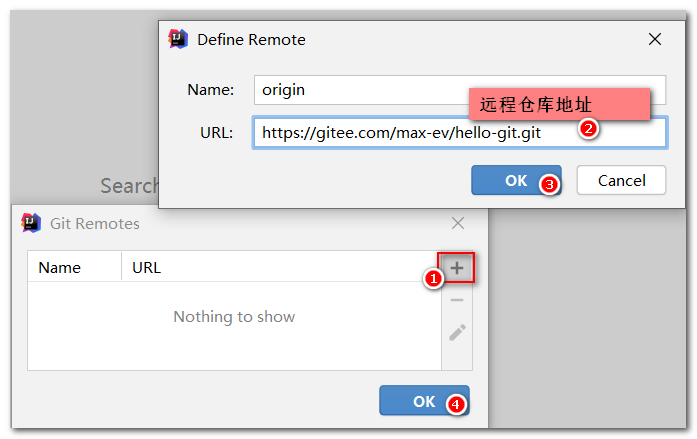 Define Remote
Name: origin
远程仓库地址
URL: https://gitee.com/max-ev/hello-git.git
2
OK
3
Cancel
Search
Git Remotes
Name URL
1
Nothing to show
OK
4